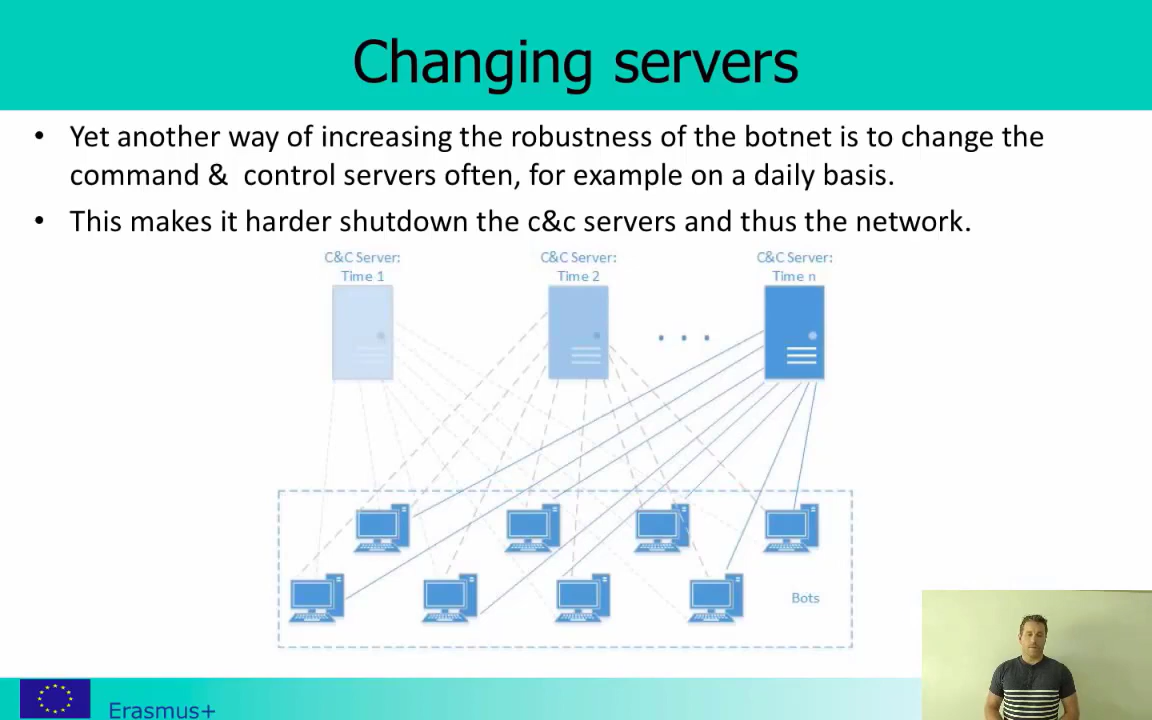 Changing servers
• Yet another way of increasing the robustness of the botnet is to change the
command &  control servers often, for example on a daily basis.
• This makes it harder shutdown the c&c servers and thus the network.
C&C Server:
Time 1
C&C Server:
Time 2
C&C Server:
Time n
. . .
Bots
Erasmus+